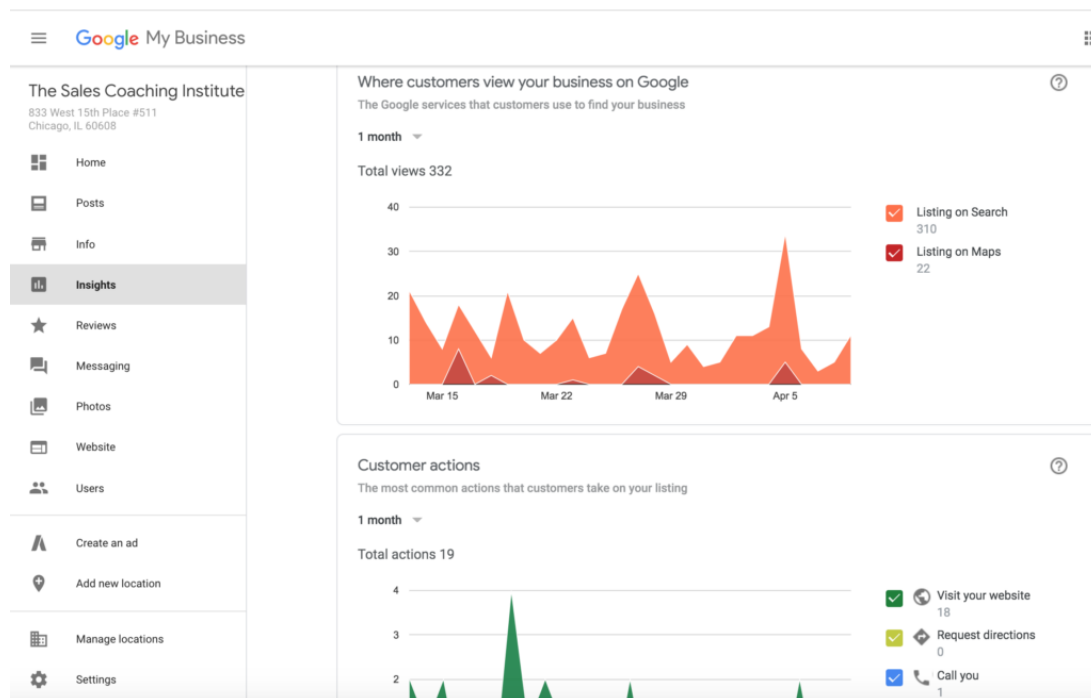 Google My Business
The Sales Coaching Institute
833 West 15th Place #511
Chicago, IL 60608
Home
Posts
Info
Insights
Reviews
Messaging
Photos
Website
Users
Create an ad
Add new location
Manage locations
Settings
Where customers view your business on Google
The Google services that customers use to find your business
1 month
Total views 332
40
30
20
10
0
Mar 15 Mar 22 Mar 29 Apr 5
Listing on Search
310
Listing on Maps
22
Customer actions
The most common actions that customers take on your listing
1 month
Total actions 19
4
3
2
Visit your website
18
Request directions
0
Call you
1